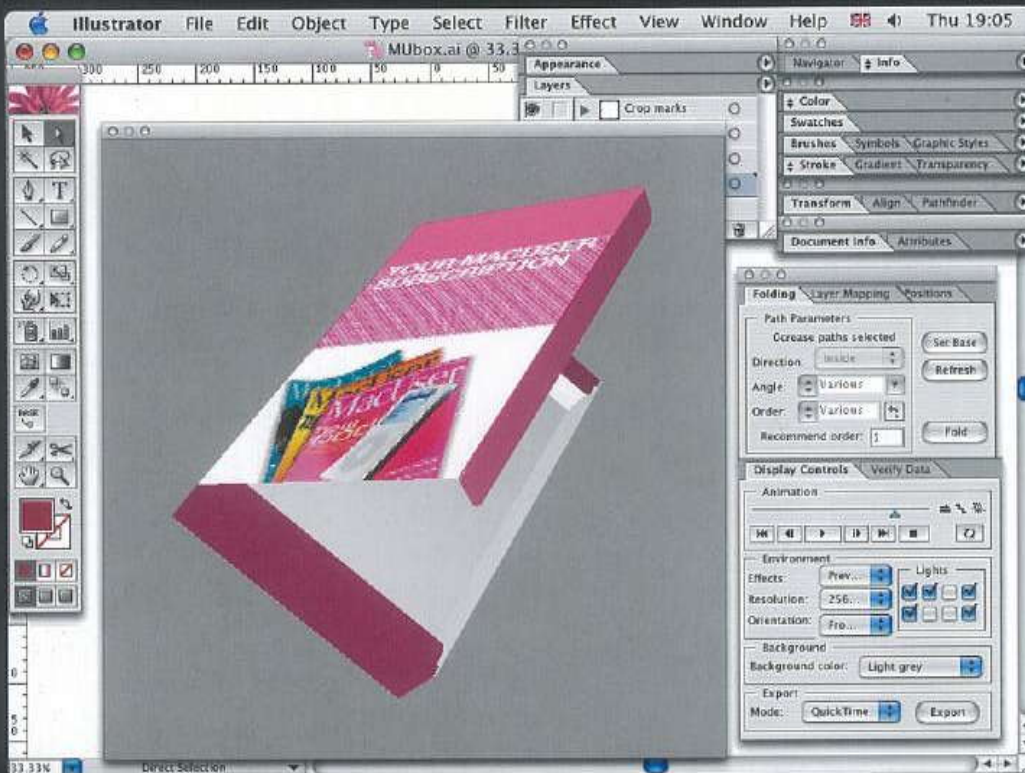 Illustrator File Edit Object Type Select Filter Effect View Window Help Thu 19:05
MUbox.ai @ 33.3
300 250 200 150 100 50 0 50
Appearance
Layers
Crop marks
Navigator Info
Color
Swatches
Brushes Symbols Graphic Styles
Stroke Gradient Transparency
Transform Align Pathfinder
Document Info Attributes
YOUR MACUSER
SUBSCRIPTION
MacUser
Folding Layer Mapping Positions
Path Parameters
0crease paths selected
Set Base
Direction Inside
Refresh
Angle: Various
Order: Various
Recommend order: 1
Fold
Display Controls Verify Data
Animation
Environment
Effects: Prev...
Lights
Resolution: 256...
Orientation: Fro...
Background
Background color: Light grey
Export
Mode: QuickTime Export
33.33% Direct Selection